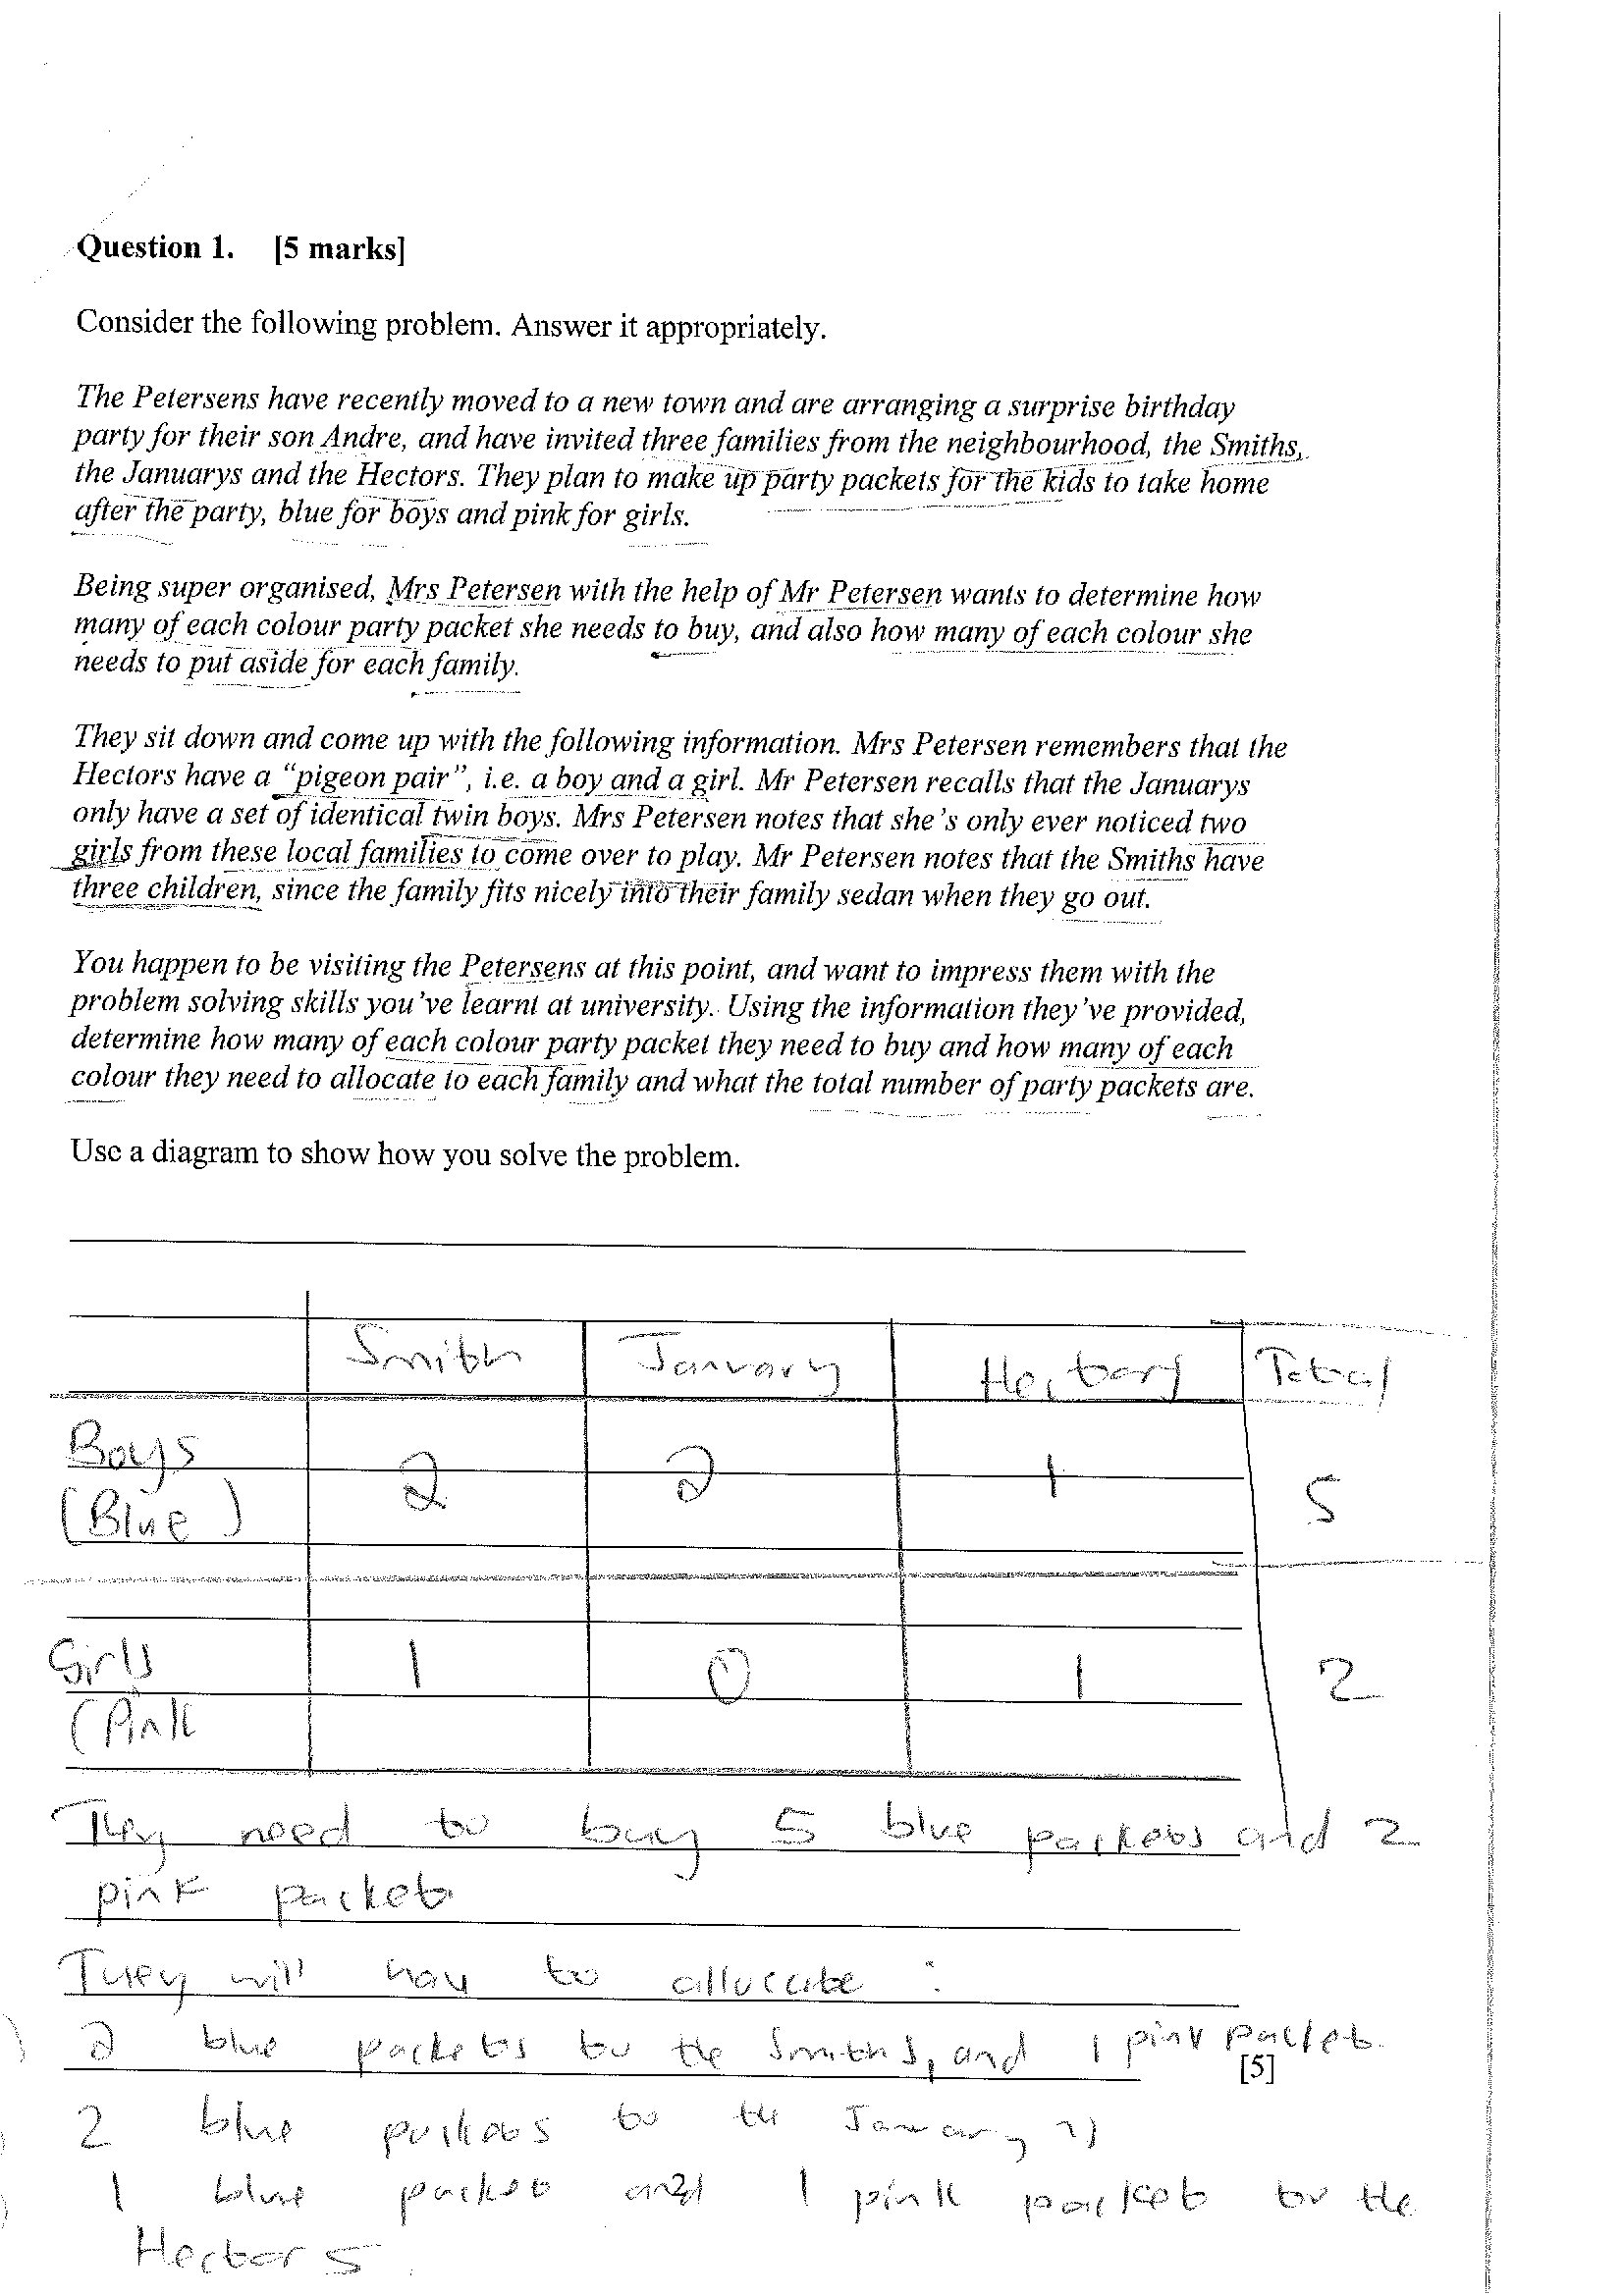 Question 1. [5 marks]
Consider the following problem. Answer it appropriately.
The Petersens have recently moved to a new town and are arranging a surprise birthday
party for their son Andre, and have invited three families from the neighbourhood, the Smiths,
the Januarys and the Hectors. They plan to make up party packets for the kids to take home
after the party, blue for boys and pink for girls.
Being super organised, Mrs Petersen with the help of Mr Petersen wants to determine how
many of each colour party packet she needs to buy, and also how many of each colour she
needs to put aside for each family.
They sit down and come up with the following information. Mrs Petersen remembers that the
Hectors have a “pigeon pair”, i.e. a boy and a girl. Mr Petersen recalls that the Januarys
only have a set of identical twin boys. Mrs Petersen notes that she's only ever noticed two
girls from these local families to come over to play. Mr Petersen notes that the Smiths have
three children, since the family fits nicely into their family sedan when they go out.
You happen to be visiting the Petersens at this point, and want to impress them with the
problem solving skills you've learnt at university. Using the information they've provided,
determine how many of each colour party packet they need to buy and how many of each
colour they need to allocate to each family and what the total number of party packets are.
Use a diagram to show how you solve the problem.
Smith January Total
Boys 2 2 1
(Blue) 5
Girls 1 0 1 2
(Pink
They need to buy 5 blue packets and 2
pink packets
They will have to allocate :
2 blue packets to the Smiths, and 1 pink packet.
[5]
2 blue packets to the Januarys
1 blue packet and 1 pink packet to the
Hectors